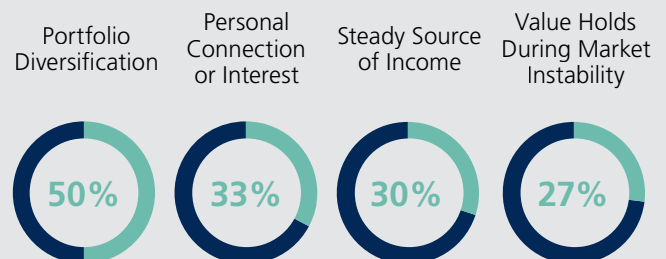 Portfolio
Diversification
Personal
Connection
or Interest
Steady Source
of Income
Value Holds
During Market
Instability
50%
33%
30%
27%